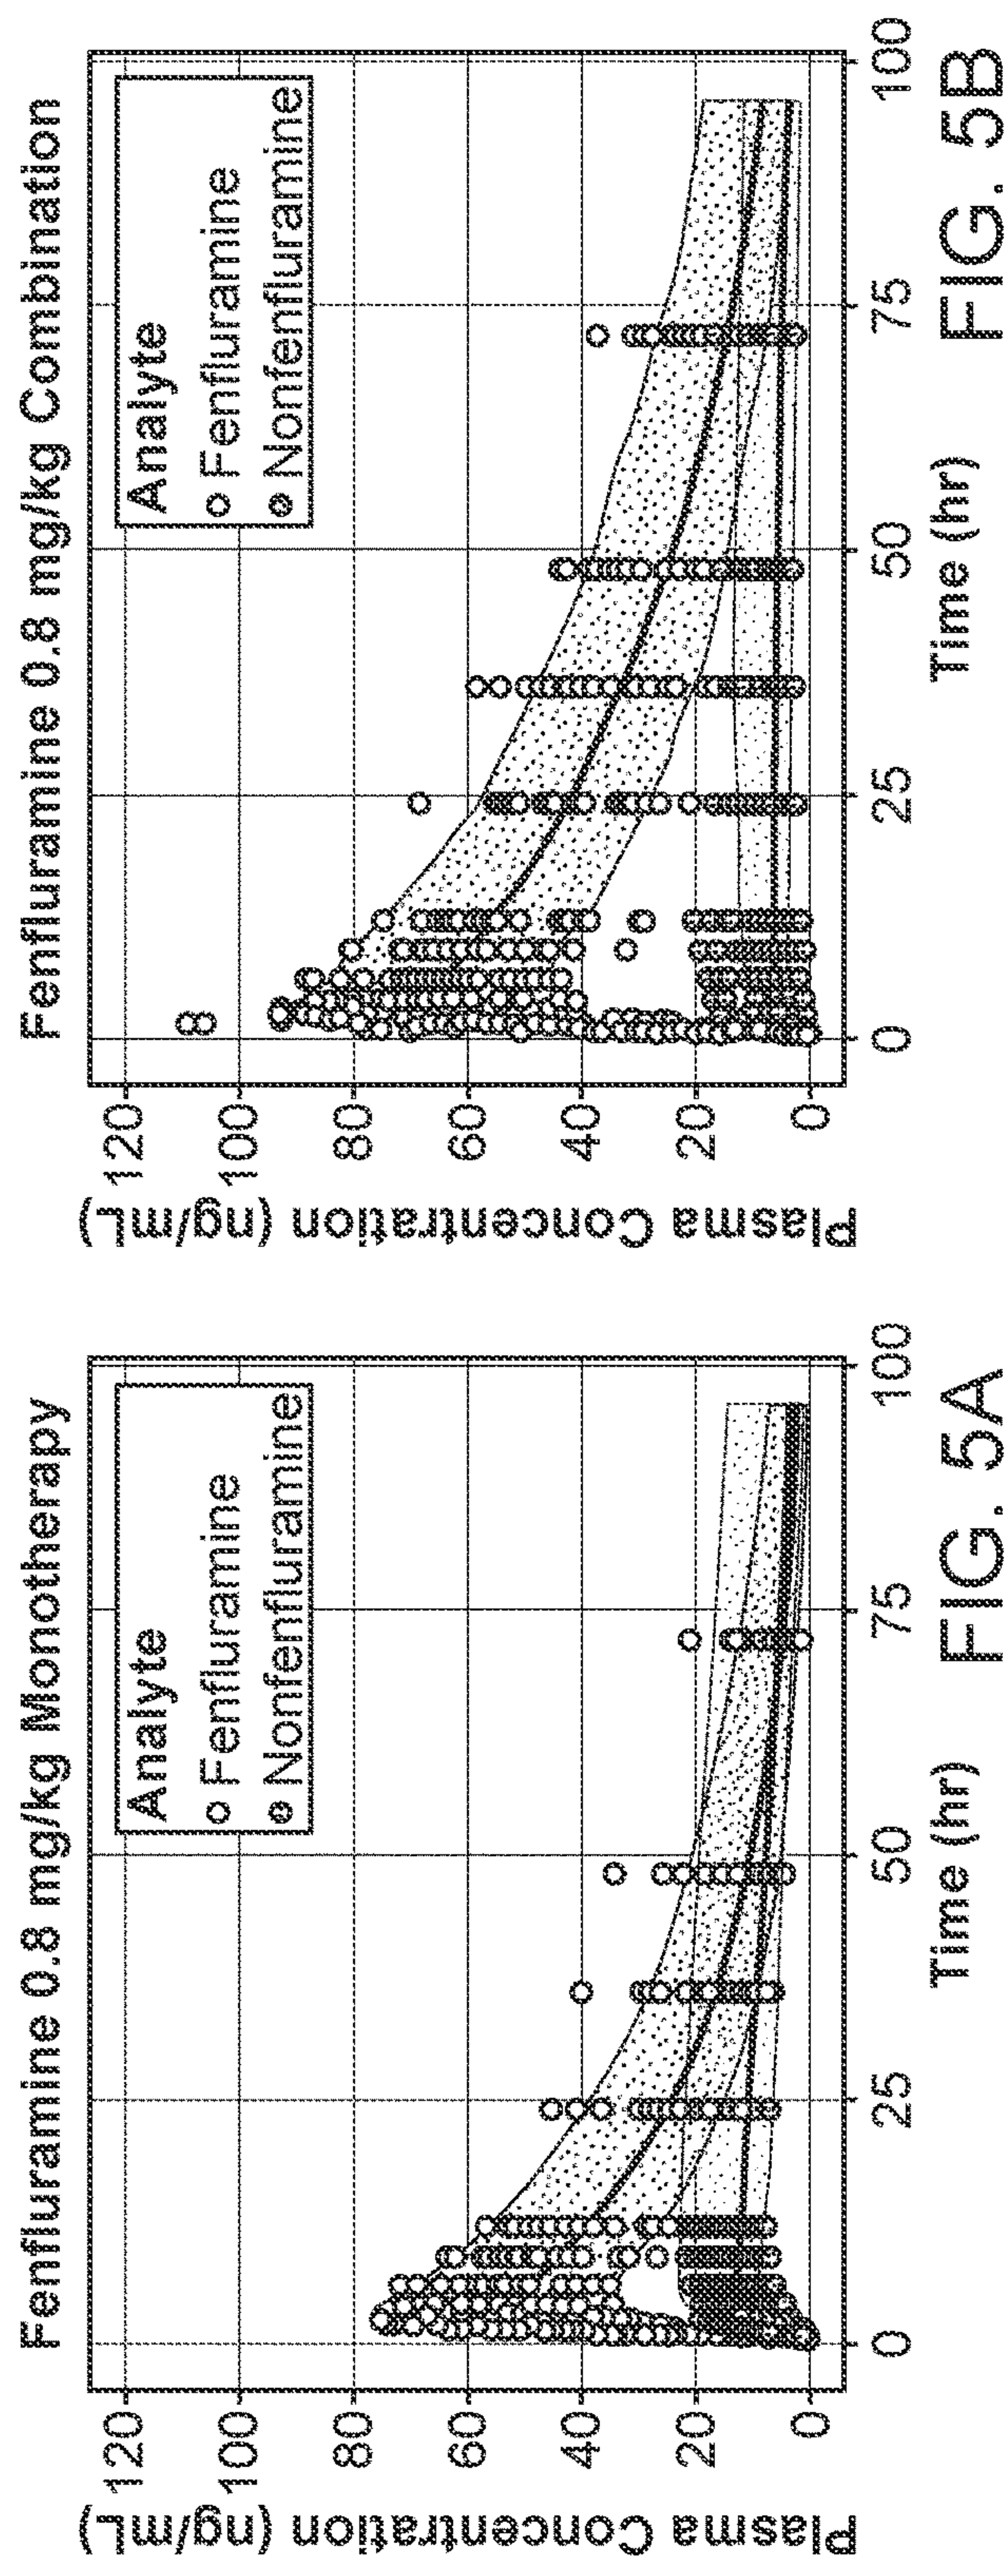 Fenfluramine 0.8 mg/kg Monotherapy
Plasma Concentration (ng/mL)
120
100
80
60
40
20
0
Analyte
Fenfluramine
Nonfenfluramine
0
25
50
75
100
Time (hr)
FIG. 5A
Fenfluramine 0.8 mg/kg Combination
Plasma Concentration (ng/mL)
120
100
80
60
40
20
0
Analyte
Fenfluramine
Nonfenfluramine
0
25
50
75
100
Time (hr)
FIG. 5B